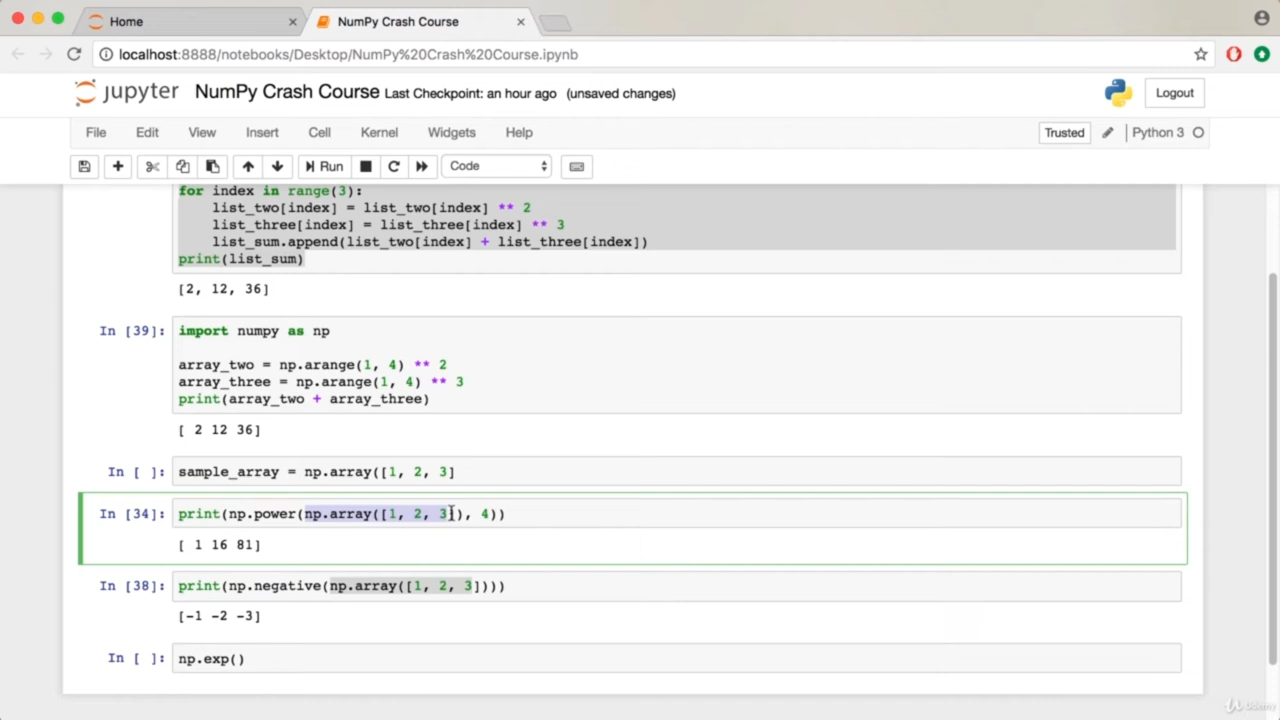 Home
NumPy Crash Course
localhost:8888/notebooks/Desktop/NumPy%20Crash%20Course.ipynb
jupyter NumPy Crash Course Last Checkpoint: an hour ago (unsaved changes) Logout
File Edit View Insert Cell Kernel Widgets Help Trusted Python 3
Run Code
for index in range(3):
list_two[index] = list_two[index] ** 2
list_three[index] = list_three[index] ** 3
list_sum.append(list_two[index] + list_three[index])
print(list_sum)
[2, 12, 36]
In [39]: import numpy as np
array_two = np.arange(1, 4) ** 2
array_three = np.arange(1, 4) ** 3
print(array_two + array_three)
[ 2 12 36]
In [ ]: sample_array = np.array([1, 2, 3]
In [34]: print(np.power(np.array([1, 2, 3]), 4))
[ 1 16 81]
In [38]: print(np.negative(np.array([1, 2, 3])))
[-1 -2 -3]
In [ ]: np.exp()
Udemy